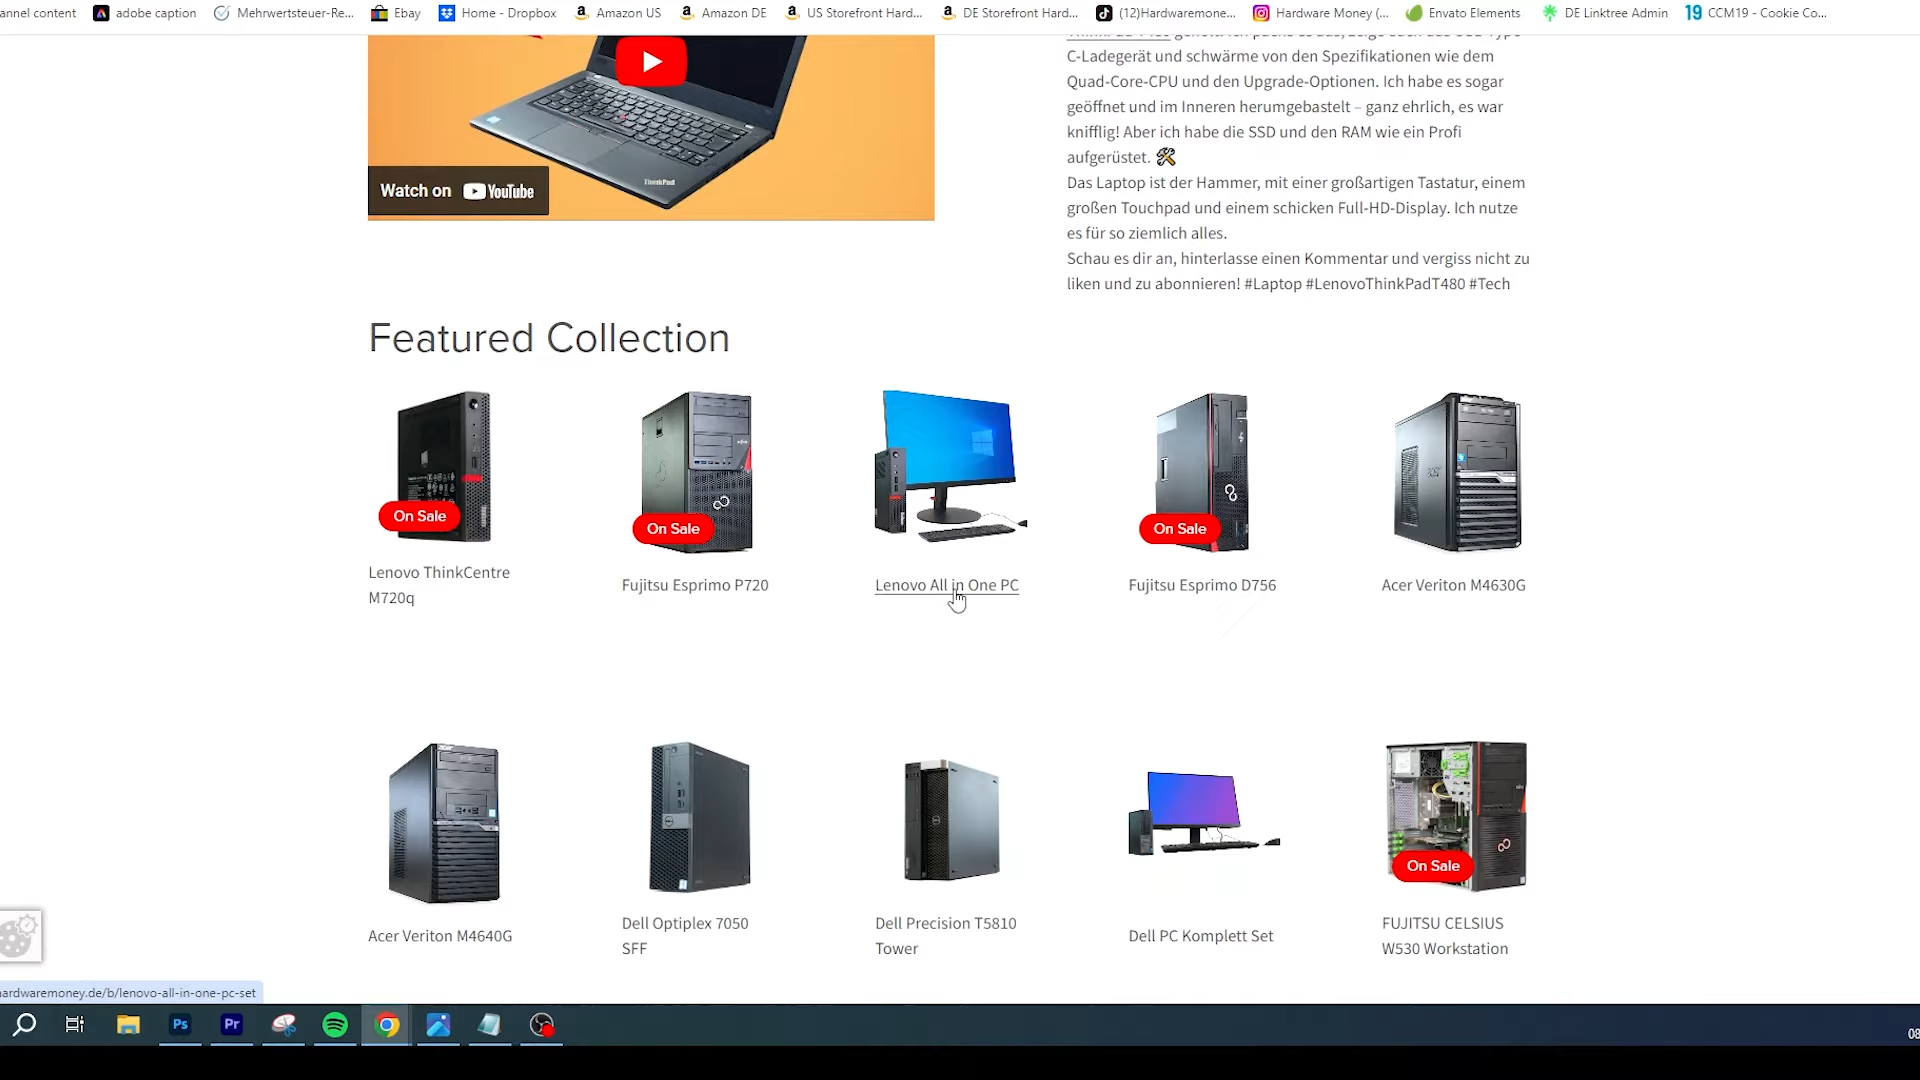 annel content
adobe caption
Mehrwertsteuer-Re...
Ebay
Home - Dropbox
Amazon US
Amazon DE
US Storefront Hard...
DE Storefront Hard...
(12)Hardwaremone...
Hardware Money (...
Envato Elements
DE Linktree Admin
19 CCM19 - Cookie Co...
C-Ladegerät und schwärme von den Spezifikationen wie dem
Quad-Core-CPU und den Upgrade-Optionen. Ich habe es sogar
geöffnet und im Inneren herumgebastelt – ganz ehrlich, es war
knifflig! Aber ich habe die SSD und den RAM wie ein Profi
aufgerüstet.
Das Laptop ist der Hammer, mit einer großartigen Tastatur, einem
großen Touchpad und einem schicken Full-HD-Display. Ich nutze
es für so ziemlich alles.
Schau es dir an, hinterlasse einen Kommentar und vergiss nicht zu
liken und zu abonnieren! #Laptop #LenovoThinkPadT480 #Tech
ThinkPad
Watch on YouTube
Featured Collection
On Sale
On Sale
On Sale
Lenovo ThinkCentre
M720q
Fujitsu Esprimo P720
Lenovo All in One PC
Fujitsu Esprimo D756
Acer Veriton M4630G
On Sale
Acer Veriton M4640G
Dell Optiplex 7050
SFF
Dell Precision T5810
Tower
Dell PC Komplett Set
FUJITSU CELSIUS
W530 Workstation
ardwaremoney.de/b/lenovo-all-in-one-pc-set
Ps
Pr
08